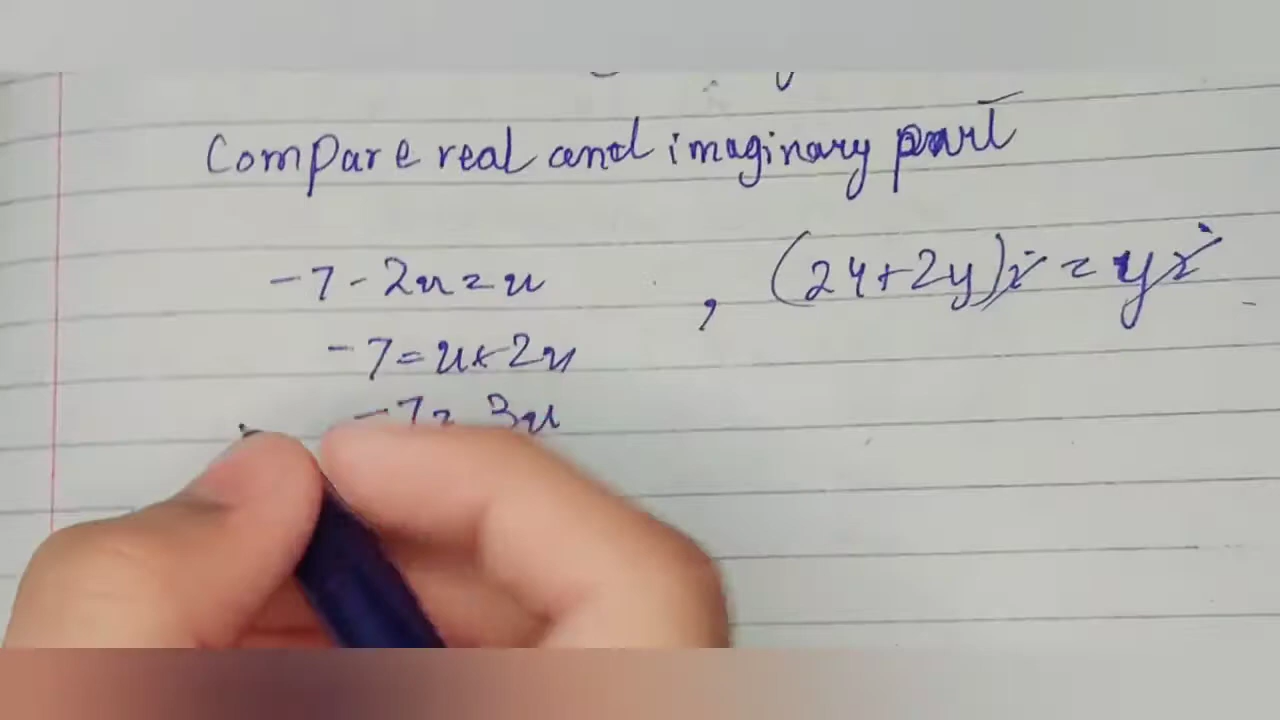 Compare real and imaginary part
-7 - 2x = x , (24+2y)i = yi
-7 = x+2x
-7 = 3x